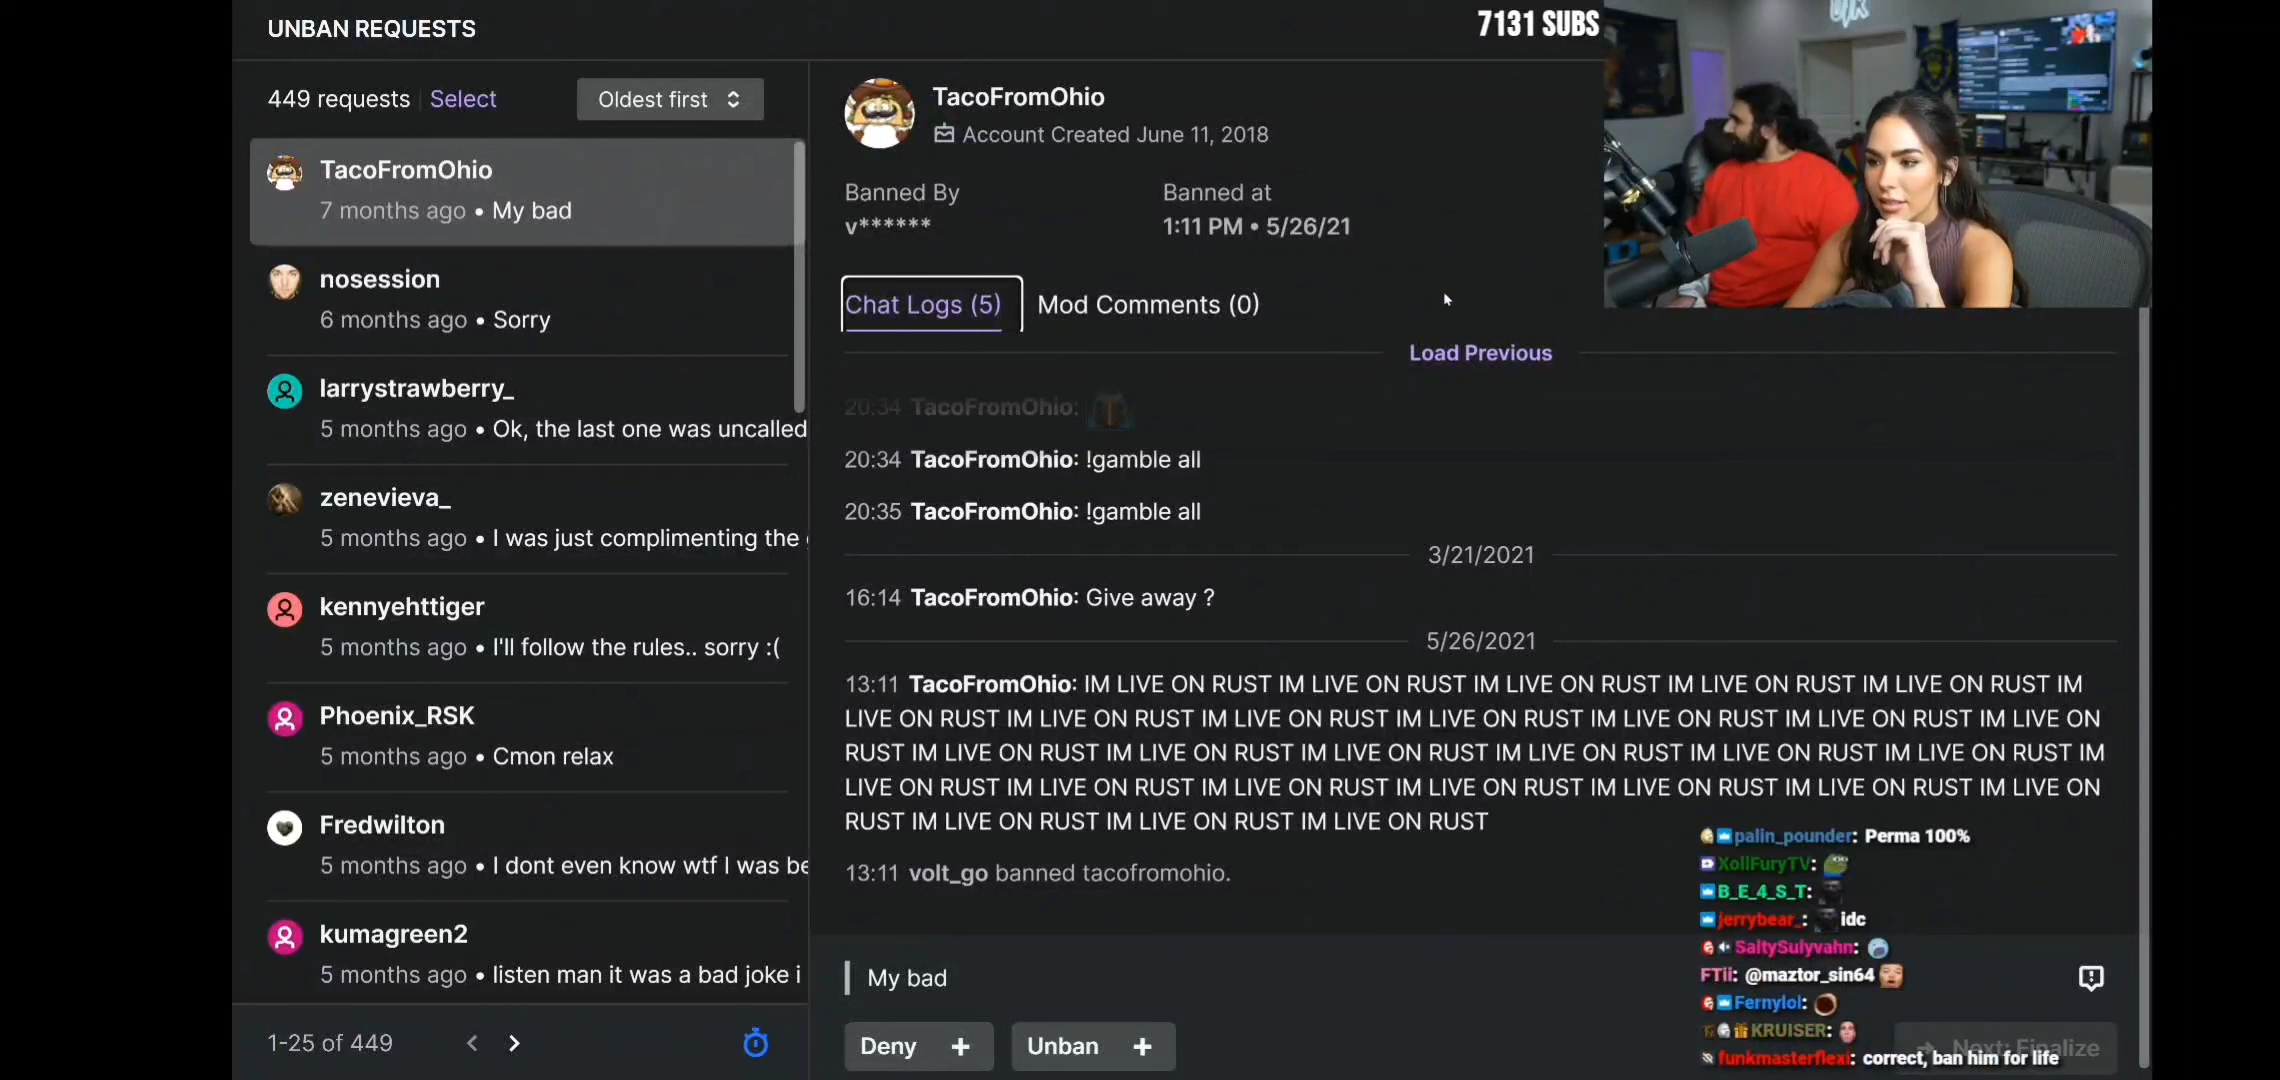 UNBAN REQUESTS
7131 SUBS
449 requests
Select
Oldest first
TacoFromOhio
7 months ago • My bad
nosession
6 months ago • Sorry
larrystrawberry_
5 months ago • Ok, the last one was uncalled
zenevieva_
5 months ago • I was just complimenting the
kennyehttiger
5 months ago • I'll follow the rules.. sorry :(
Phoenix_RSK
5 months ago • Cmon relax
Fredwilton
5 months ago • I dont even know wtf I was be
kumagreen2
5 months ago • listen man it was a bad joke i
1-25 of 449
TacoFromOhio
Account Created June 11, 2018
Banned By
v******
Banned at
1:11 PM • 5/26/21
Chat Logs (5)
Mod Comments (0)
Load Previous
20:34 TacoFromOhio:
20:34 TacoFromOhio: !gamble all
20:35 TacoFromOhio: !gamble all
3/21/2021
16:14 TacoFromOhio: Give away ?
5/26/2021
13:11 TacoFromOhio: IM LIVE ON RUST IM LIVE ON RUST IM LIVE ON RUST IM LIVE ON RUST IM LIVE ON RUST IM
LIVE ON RUST IM LIVE ON RUST IM LIVE ON RUST IM LIVE ON RUST IM LIVE ON RUST IM LIVE ON RUST IM LIVE ON
RUST IM LIVE ON RUST IM LIVE ON RUST IM LIVE ON RUST IM LIVE ON RUST IM LIVE ON RUST IM LIVE ON RUST IM
LIVE ON RUST IM LIVE ON RUST IM LIVE ON RUST IM LIVE ON RUST IM LIVE ON RUST IM LIVE ON RUST IM LIVE ON
RUST IM LIVE ON RUST IM LIVE ON RUST IM LIVE ON RUST
13:11 volt_go banned tacofromohio.
My bad
Deny +
Unban +
Next: Finalize
palin_pounder: Perma 100%
XollFuryTV:
B_E_4_S_T:
jerrybear_: idc
SaltySulyvahn:
FTii: @maztor_sin64
Fernylol:
KRUISER:
funkmasterflexi: correct, ban him for life